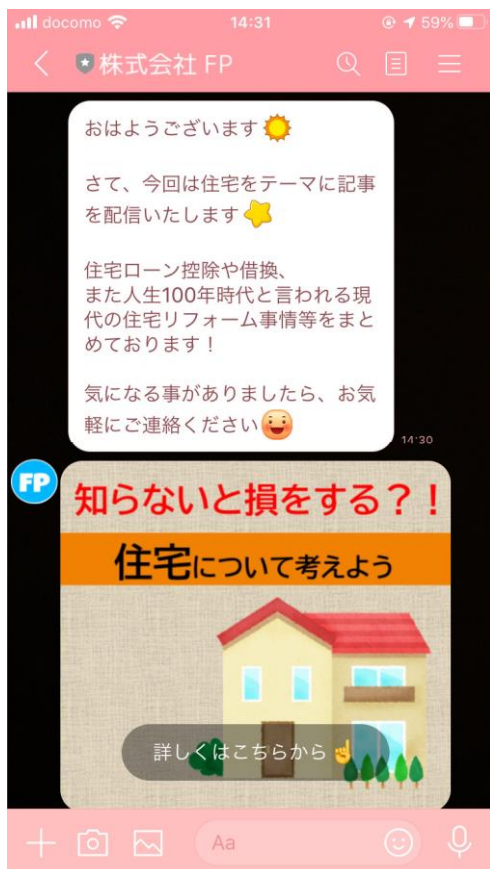 docomo 14:31 59%
株式会社 FP
おはようございます
さて、今回は住宅をテーマに記事
を配信いたします
住宅ローン控除や借換、
また人生100年時代と言われる現
代の住宅リフォーム事情等をまと
めております！
気になる事がありましたら、お気
軽にご連絡ください
14:30
FP
知らないと損をする？！
住宅について考えよう
詳しくはこちらから
Aa